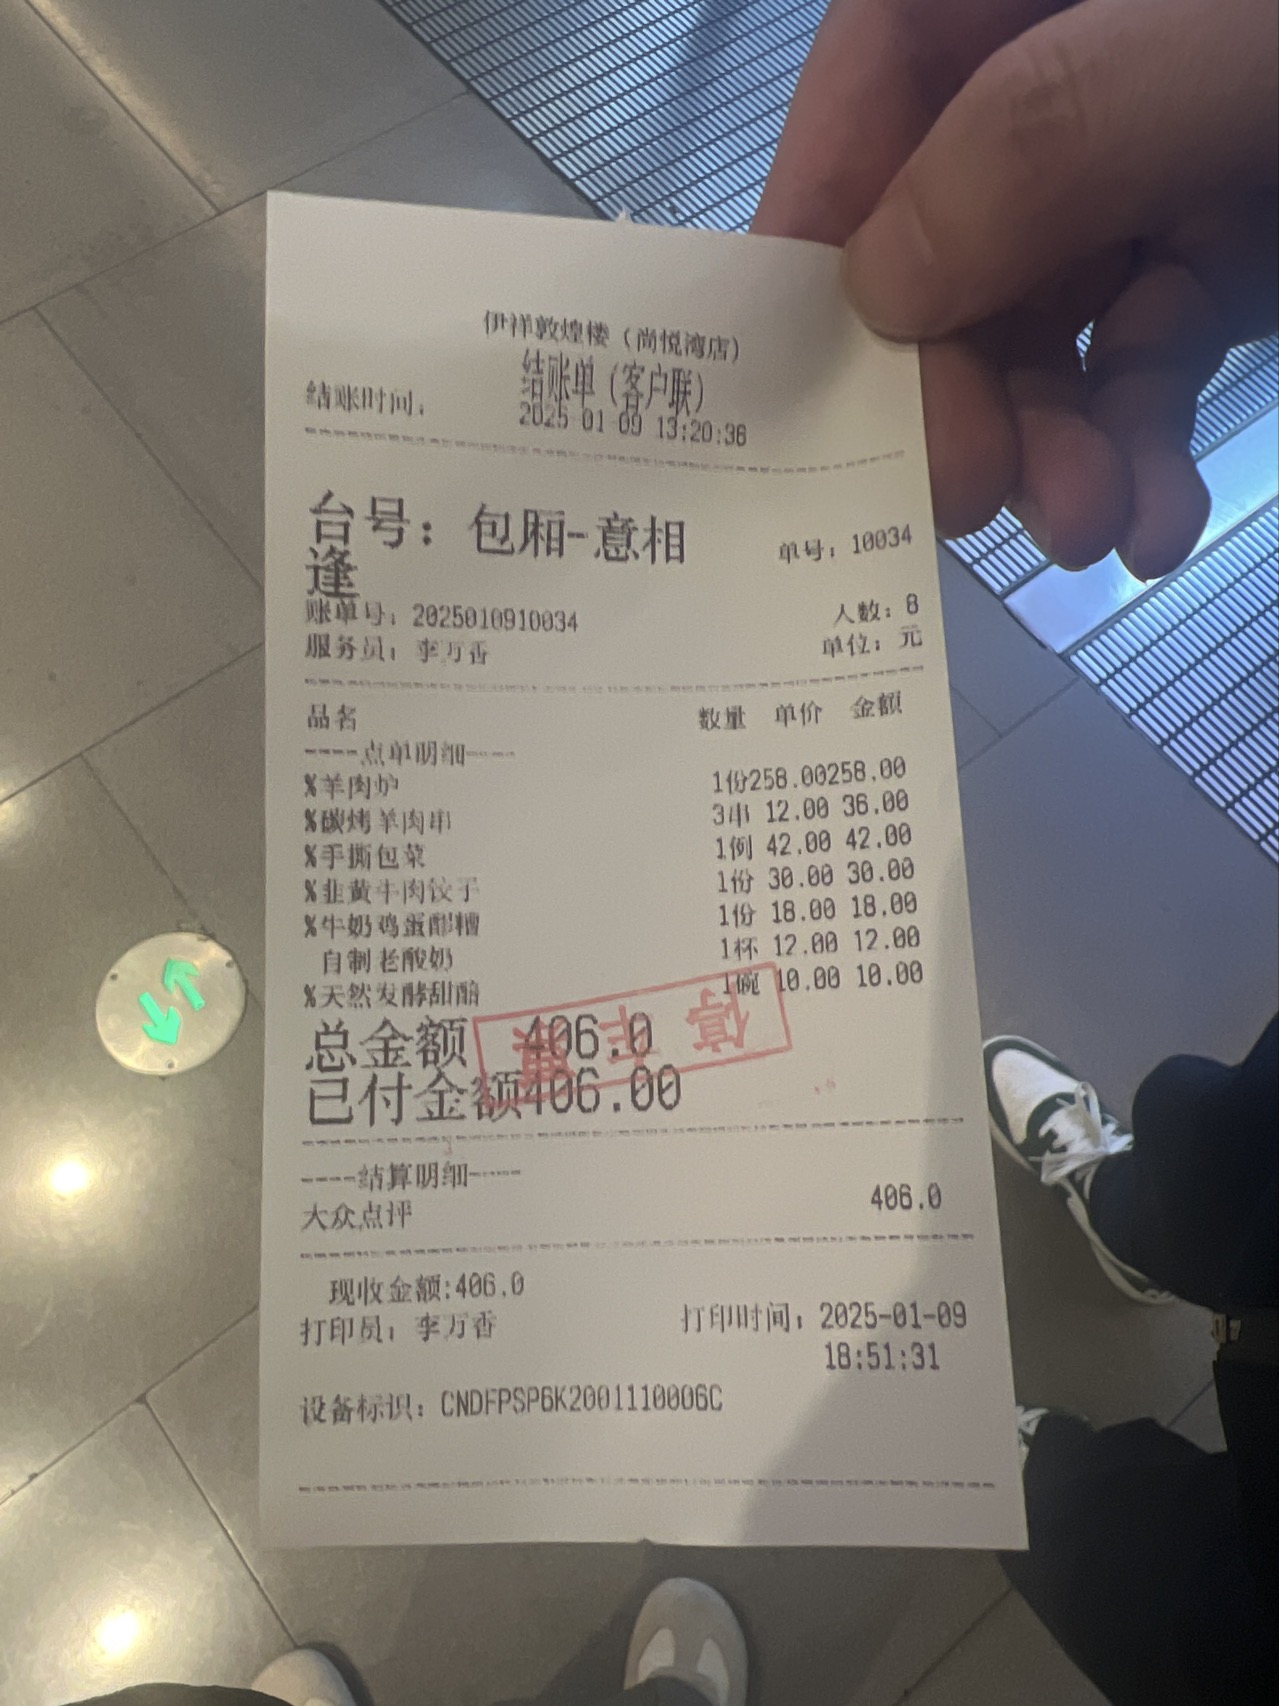 伊祥敦煌楼（尚悦湾店）
结账单（客户联）
结账时间： 2025-01-09 13:20:36
台号：包厢-意相逢
单号：10034
账单号：2025010910034 人数：8
服务员：李万香 单位：元
品名 数量 单价 金额
----点单明细----
%羊肉炉 1份258.00258.00
%碳烤羊肉串 3串 12.00 36.00
%手撕包菜 1例 42.00 42.00
%韭黄牛肉饺子 1份 30.00 30.00
%牛奶鸡蛋醪糟 1份 18.00 18.00
自制老酸奶 1杯 12.00 12.00
%天然发酵甜醅 1碗 10.00 10.00
总金额 406.0
已付金额406.00
----结算明细----
大众点评 406.0
现收金额:406.0
打印员：李万香 打印时间：2025-01-09
18:51:31
设备标识：CNDFPSP6K2001110006C